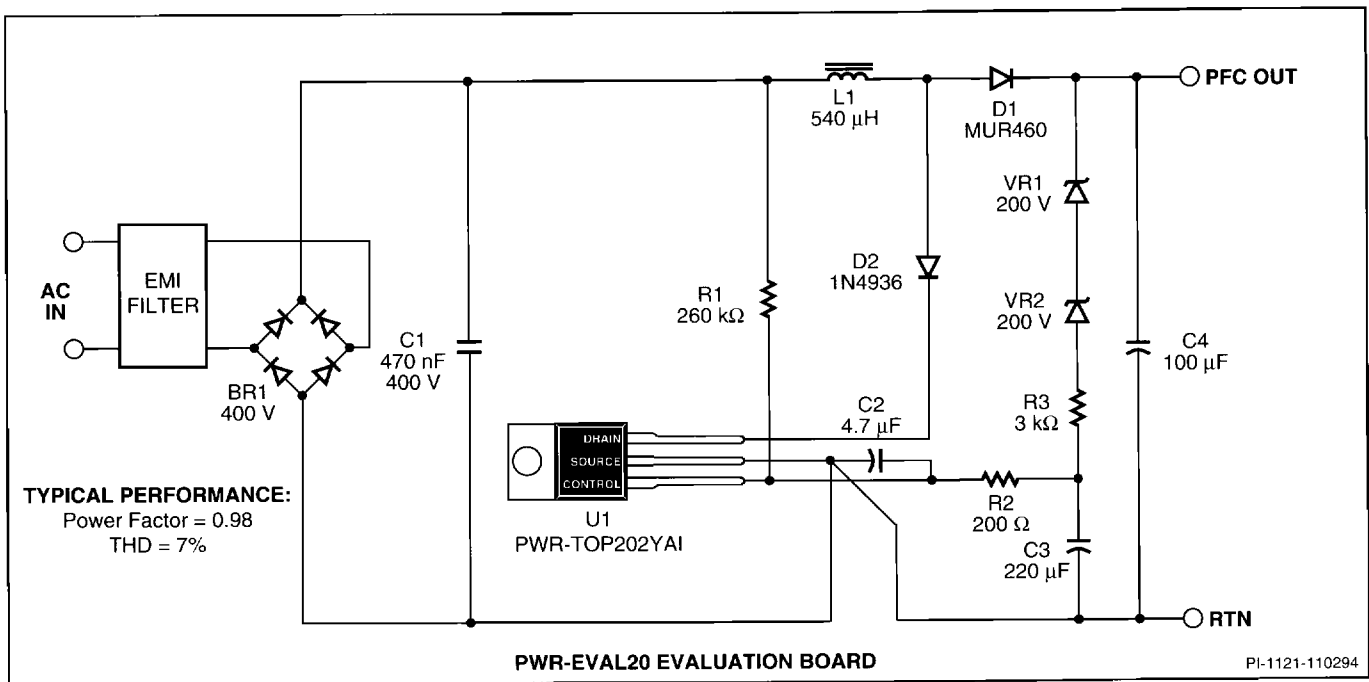 PFC OUT
L1
540 µH
D1
MUR460
VR1
200 V
EMI
FILTER
AC
IN
D2
1N4936
R1
260 kΩ
VR2
200 V
C1
470 nF
400 V
C4
100 µF
BR1
400 V
C2
4.7 µF
R3
3 kΩ
DRAIN
SOURCE
CONTROL
TYPICAL PERFORMANCE:
Power Factor = 0.98
THD = 7%
U1
PWR-TOP202YAI
R2
200 Ω
C3
220 µF
RTN
PWR-EVAL20 EVALUATION BOARD
PI-1121-110294